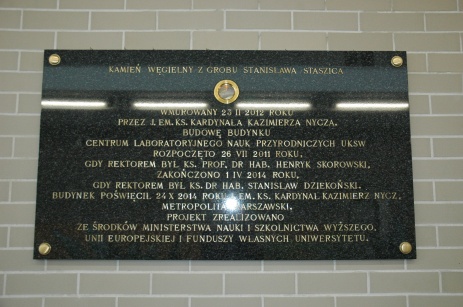 KAMIEŃ WĘGIELNY Z GROBU STANISŁAWA STASZICA
WMUROWANY 23 II 2012 ROKU
PRZEZ J. EM. KS. KARDYNAŁA KAZIMIERZA NYCZA,
BUDOWĘ BUDYNKU
CENTRUM LABORATORYJNEGO NAUK PRZYRODNICZYCH UKSW
ROZPOCZĘTO 26 VII 2011 ROKU,
GDY REKTOREM BYŁ KS. PROF. DR HAB. HENRYK SKOROWSKI,
ZAKOŃCZONO 1 IV 2014 ROKU,
GDY REKTOREM BYŁ KS. DR HAB. STANISŁAW DZIEKOŃSKI.
BUDYNEK POŚWIĘCIŁ 24 X 2014 ROKU J. EM. KS. KARDYNAŁ KAZIMIERZ NYCZ,
METROPOLITA WARSZAWSKI.
PROJEKT ZREALIZOWANO
ZE ŚRODKÓW MINISTERSTWA NAUKI I SZKOLNICTWA WYŻSZEGO,
UNII EUROPEJSKIEJ I FUNDUSZY WŁASNYCH UNIWERSYTETU.